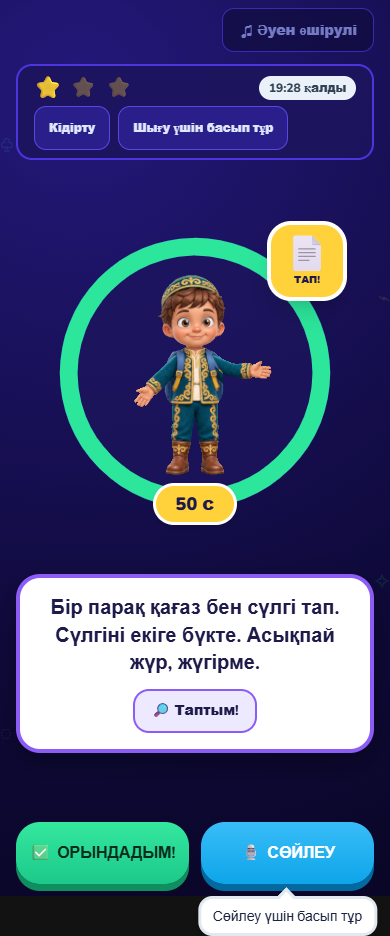 Әуен өшірулі
19:28 қалды
Кідірту
Шығу үшін басып тұр
ТАП!
50 с
Бір парақ қағаз бен сүлгі тап.
Сүлгіні екіге бүкте. Асықпай
жүр, жүгірме.
Таптым!
ОРЫНДАДЫМ!
СӨЙЛЕУ
Сөйлеу үшін басып тұр